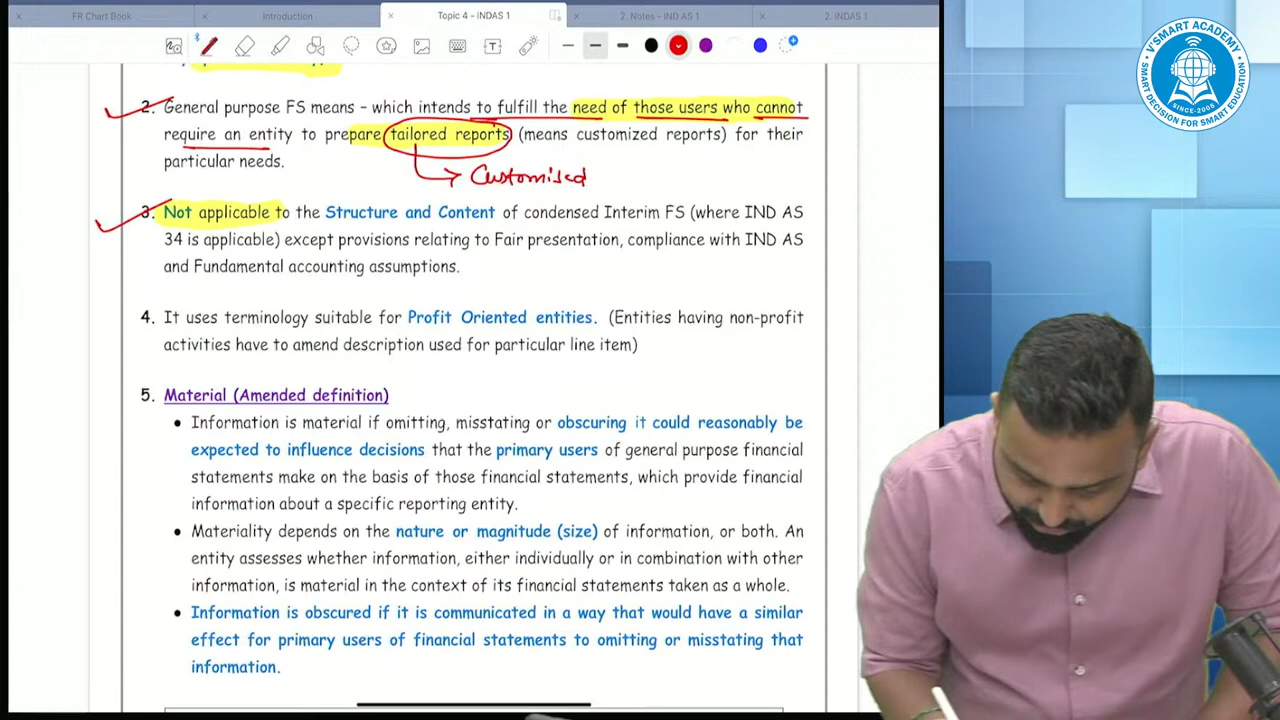 FR Chart Book
Introduction
Topic 4 - INDAS 1
2. Notes - IND AS 1
2. INDAS 1
2. General purpose FS means – which intends to fulfill the need of those users who cannot
require an entity to prepare tailored reports (means customized reports) for their
particular needs.
Customised
3. Not applicable to the Structure and Content of condensed Interim FS (where IND AS
34 is applicable) except provisions relating to Fair presentation, compliance with IND AS
and Fundamental accounting assumptions.
4. It uses terminology suitable for Profit Oriented entities. (Entities having non-profit
activities have to amend description used for particular line item)
5. Material (Amended definition)
• Information is material if omitting, misstating or obscuring it could reasonably be
expected to influence decisions that the primary users of general purpose financial
statements make on the basis of those financial statements, which provide financial
information about a specific reporting entity.
• Materiality depends on the nature or magnitude (size) of information, or both. An
entity assesses whether information, either individually or in combination with other
information, is material in the context of its financial statements taken as a whole.
• Information is obscured if it is communicated in a way that would have a similar
effect for primary users of financial statements to omitting or misstating that
information.
V'SMART ACADEMY
SMART DECISION FOR SMART EDUCATION
SINCE-2005